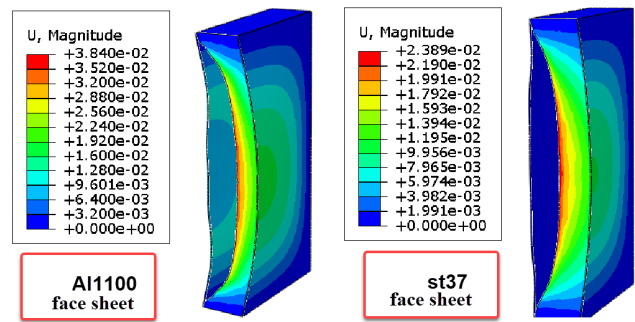 U, Magnitude
+3.840e-02
+3.520e-02
+3.200e-02
+2.880e-02
+2.560e-02
+2.240e-02
+1.920e-02
+1.600e-02
+1.280e-02
+9.601e-03
+6.400e-03
+3.200e-03
+0.000e+00
Al1100
face sheet
U, Magnitude
+2.389e-02
+2.190e-02
+1.991e-02
+1.792e-02
+1.593e-02
+1.394e-02
+1.195e-02
+9.956e-03
+7.965e-03
+5.974e-03
+3.982e-03
+1.991e-03
+0.000e+00
st37
face sheet